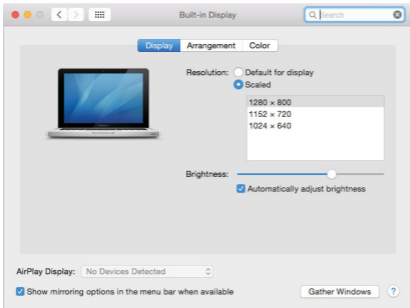 Built-in Display
Search
Display Arrangement Color
Resolution: Default for display
Scaled
1280 × 800
1152 × 720
1024 × 640
Brightness:
Automatically adjust brightness
AirPlay Display: No Devices Detected
Show mirroring options in the menu bar when available
Gather Windows ?